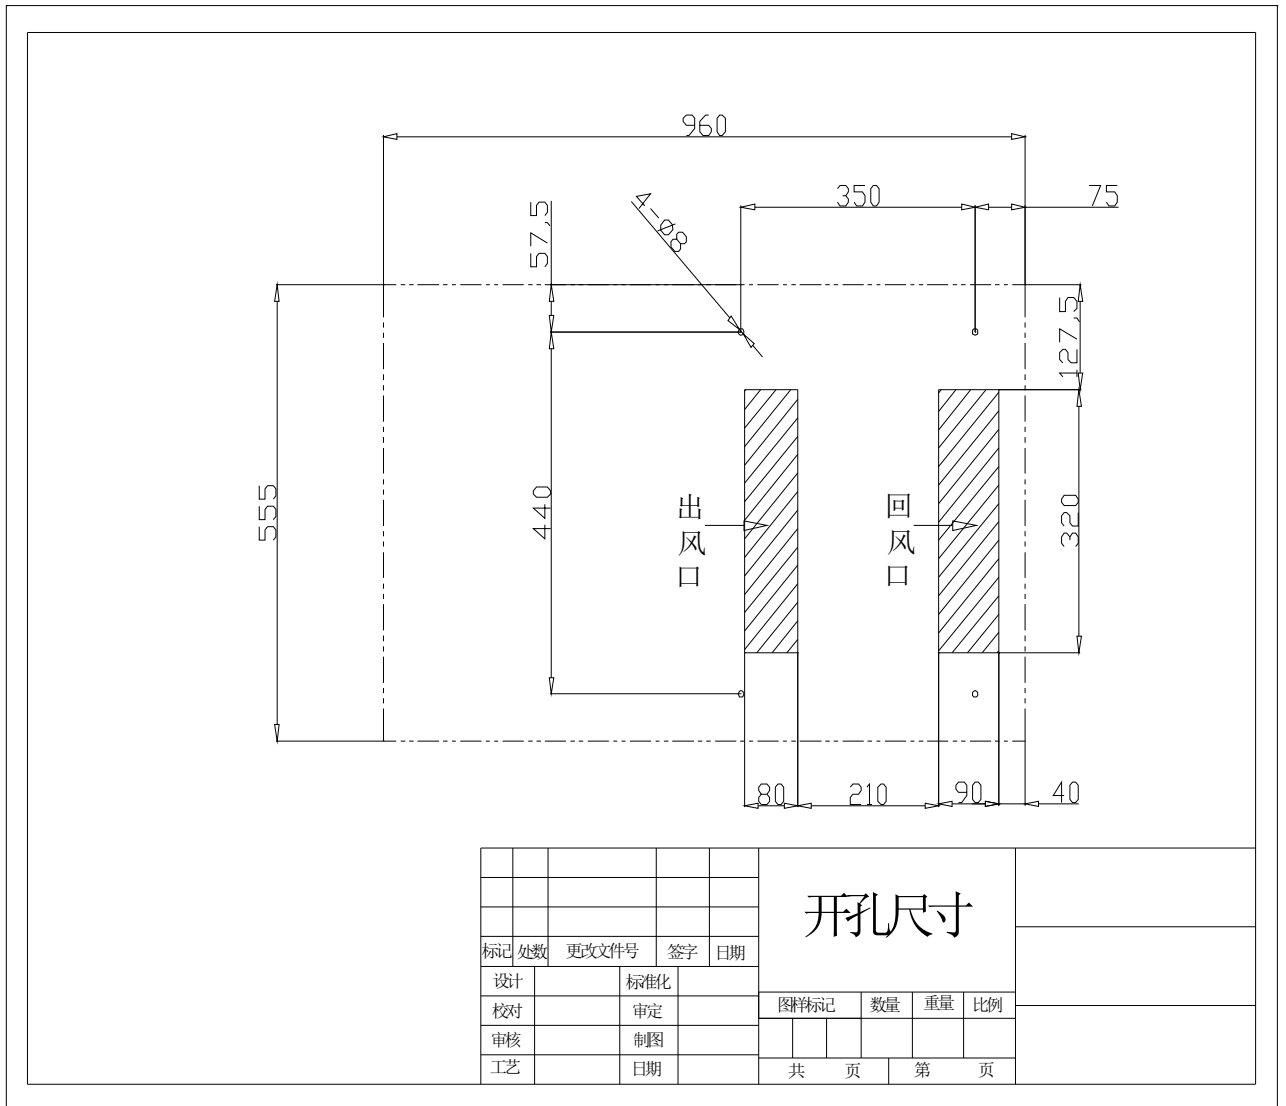 960
350 75
57,5
4-Ø8
127,5
555
440
320
出风口
回风口
80 210 90 40
开孔尺寸
标记 处数 更改文件号 签字 日期
设计 标准化
校对 审定
审核 制图
工艺 日期
图样标记 数量 重量 比例
共 页 第 页